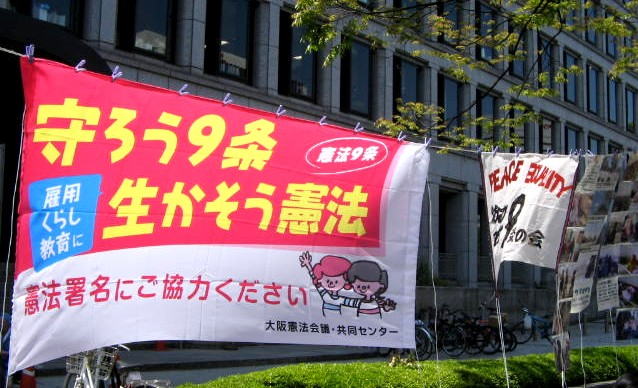 守ろう9条
憲法9条
雇用
くらし
教育に
生かそう憲法
憲法署名にご協力ください
大阪憲法会議・共同センター
PEACE
の会